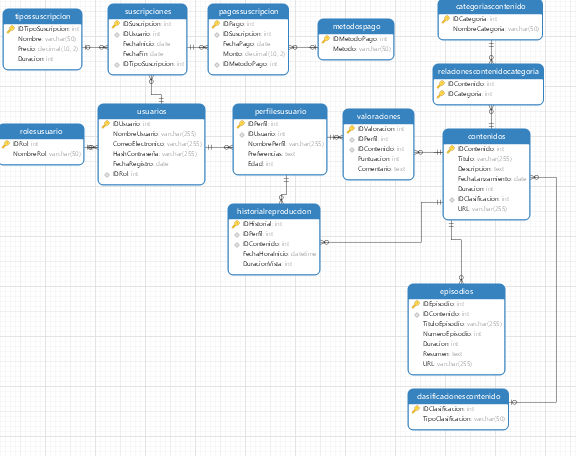 tipossuscripcion
IDTipoSuscripcion: int
Nombre: varchar(50)
Precio: decimal(10, 2)
Duracion: int
suscripciones
IDSuscripcion: int
IDUsuario: int
FechaInicio: date
FechaFin: date
IDTipoSuscripcion: int
pagossuscripcion
IDPago: int
IDSuscripcion: int
FechaPago: date
Monto: decimal(10, 2)
IDMetodoPago: int
metodospago
IDMetodoPago: int
Metodo: varchar(50)
categoriascontenido
IDCategoria: int
NombreCategoria: varchar(50)
relacionescontenidocategoria
IDContenido: int
IDCategoria: int
rolesusuario
IDRol: int
NombreRol: varchar(50)
usuarios
IDUsuario: int
NombreUsuario: varchar(255)
CorreoElectronico: varchar(255)
HashContraseña: varchar(255)
FechaRegistro: date
IDRol: int
perfilesusuario
IDPerfil: int
IDUsuario: int
NombrePerfil: varchar(255)
Preferencias: text
Edad: int
valoraciones
IDValoracion: int
IDPerfil: int
IDContenido: int
Puntuacion: int
Comentario: text
contenidos
IDContenido: int
Titulo: varchar(255)
Descripcion: text
FechaLanzamiento: date
Duracion: int
IDClasificacion: int
URL: varchar(255)
historialreproduccion
IDHistorial: int
IDPerfil: int
IDContenido: int
FechaHoraInicio: datetime
DuracionVista: int
episodios
IDEpisodio: int
IDContenido: int
TituloEpisodio: varchar(255)
NumeroEpisodio: int
Duracion: int
Resumen: text
URL: varchar(255)
clasificacionescontenido
IDClasificacion: int
TipoClasificacion: varchar(50)